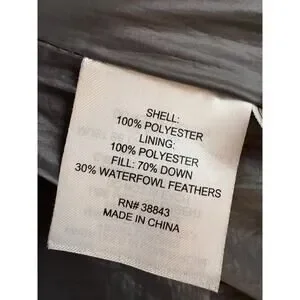 SHELL:
100% POLYESTER
LINING:
100% POLYESTER
FILL: 70% DOWN
30% WATERFOWL FEATHERS
RN# 38843
MADE IN CHINA